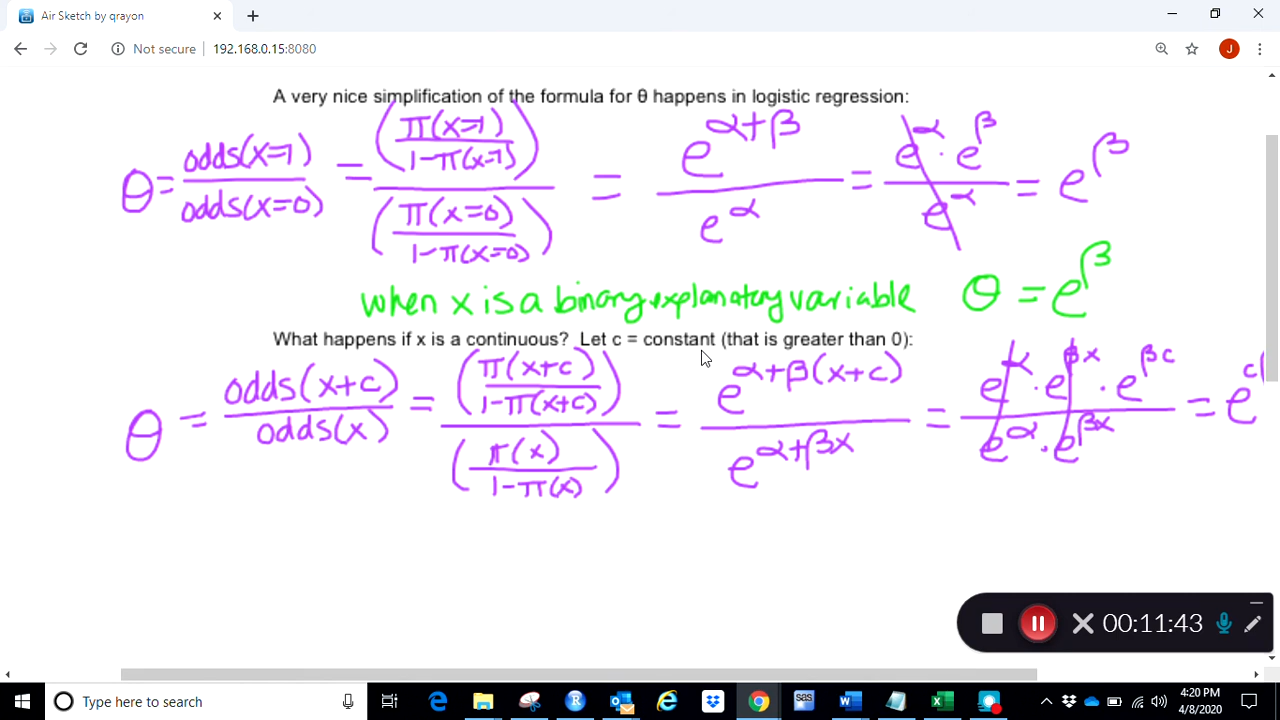 Air Sketch by qrayon
Not secure | 192.168.0.15:8080
J
A very nice simplification of the formula for θ happens in logistic regression:
θ = odds(x=1) / odds(x=0) = (π(x=1) / 1-π(x=1)) / (π(x=0) / 1-π(x=0)) = e^(α+β) / e^α = e^α · e^β / e^α = e^β
when x is a binary explanatory variable θ = e^β
What happens if x is a continuous? Let c = constant (that is greater than 0):
θ = odds(x+c) / odds(x) = (π(x+c) / 1-π(x+c)) / (π(x) / 1-π(x)) = e^(α+β(x+c)) / e^(α+βx) = e^α · e^βx · e^βc / e^α · e^βx = e^c
00:11:43
Type here to search
sas
4:20 PM
4/8/2020